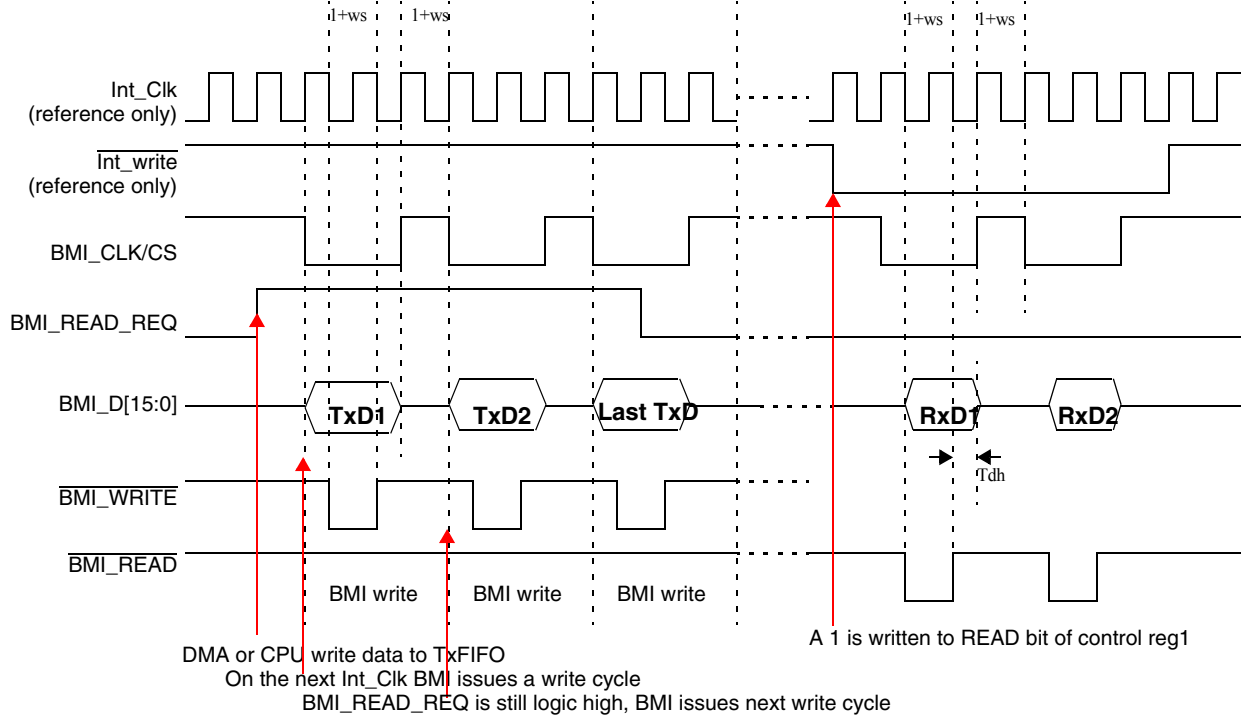 1+ws 1+ws 1+ws 1+ws
Int_Clk
(reference only)
Int_write
(reference only)
BMI_CLK/CS
BMI_READ_REQ
BMI_D[15:0] TxD1 TxD2 Last TxD RxD1 RxD2
Tdh
BMI_WRITE
BMI_READ
BMI write BMI write BMI write
A 1 is written to READ bit of control reg1
DMA or CPU write data to TxFIFO
On the next Int_Clk BMI issues a write cycle
BMI_READ_REQ is still logic high, BMI issues next write cycle